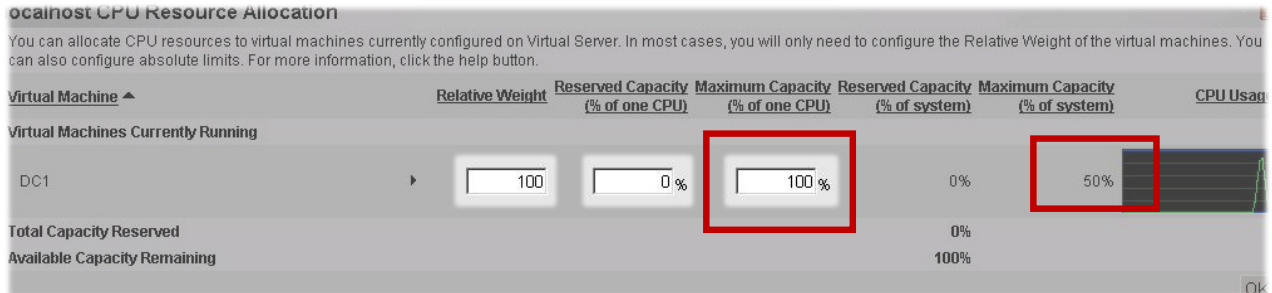 ocalhost CPU Resource Allocation
You can allocate CPU resources to virtual machines currently configured on Virtual Server. In most cases, you will only need to configure the Relative Weight of the virtual machines. You
can also configure absolute limits. For more information, click the help button.
Virtual Machine Relative Weight Reserved Capacity (% of one CPU) Maximum Capacity (% of one CPU) Reserved Capacity (% of system) Maximum Capacity (% of system) CPU Usag
Virtual Machines Currently Running
DC1 100 0 % 100 % 0% 50%
Total Capacity Reserved 0%
Available Capacity Remaining 100%
OK